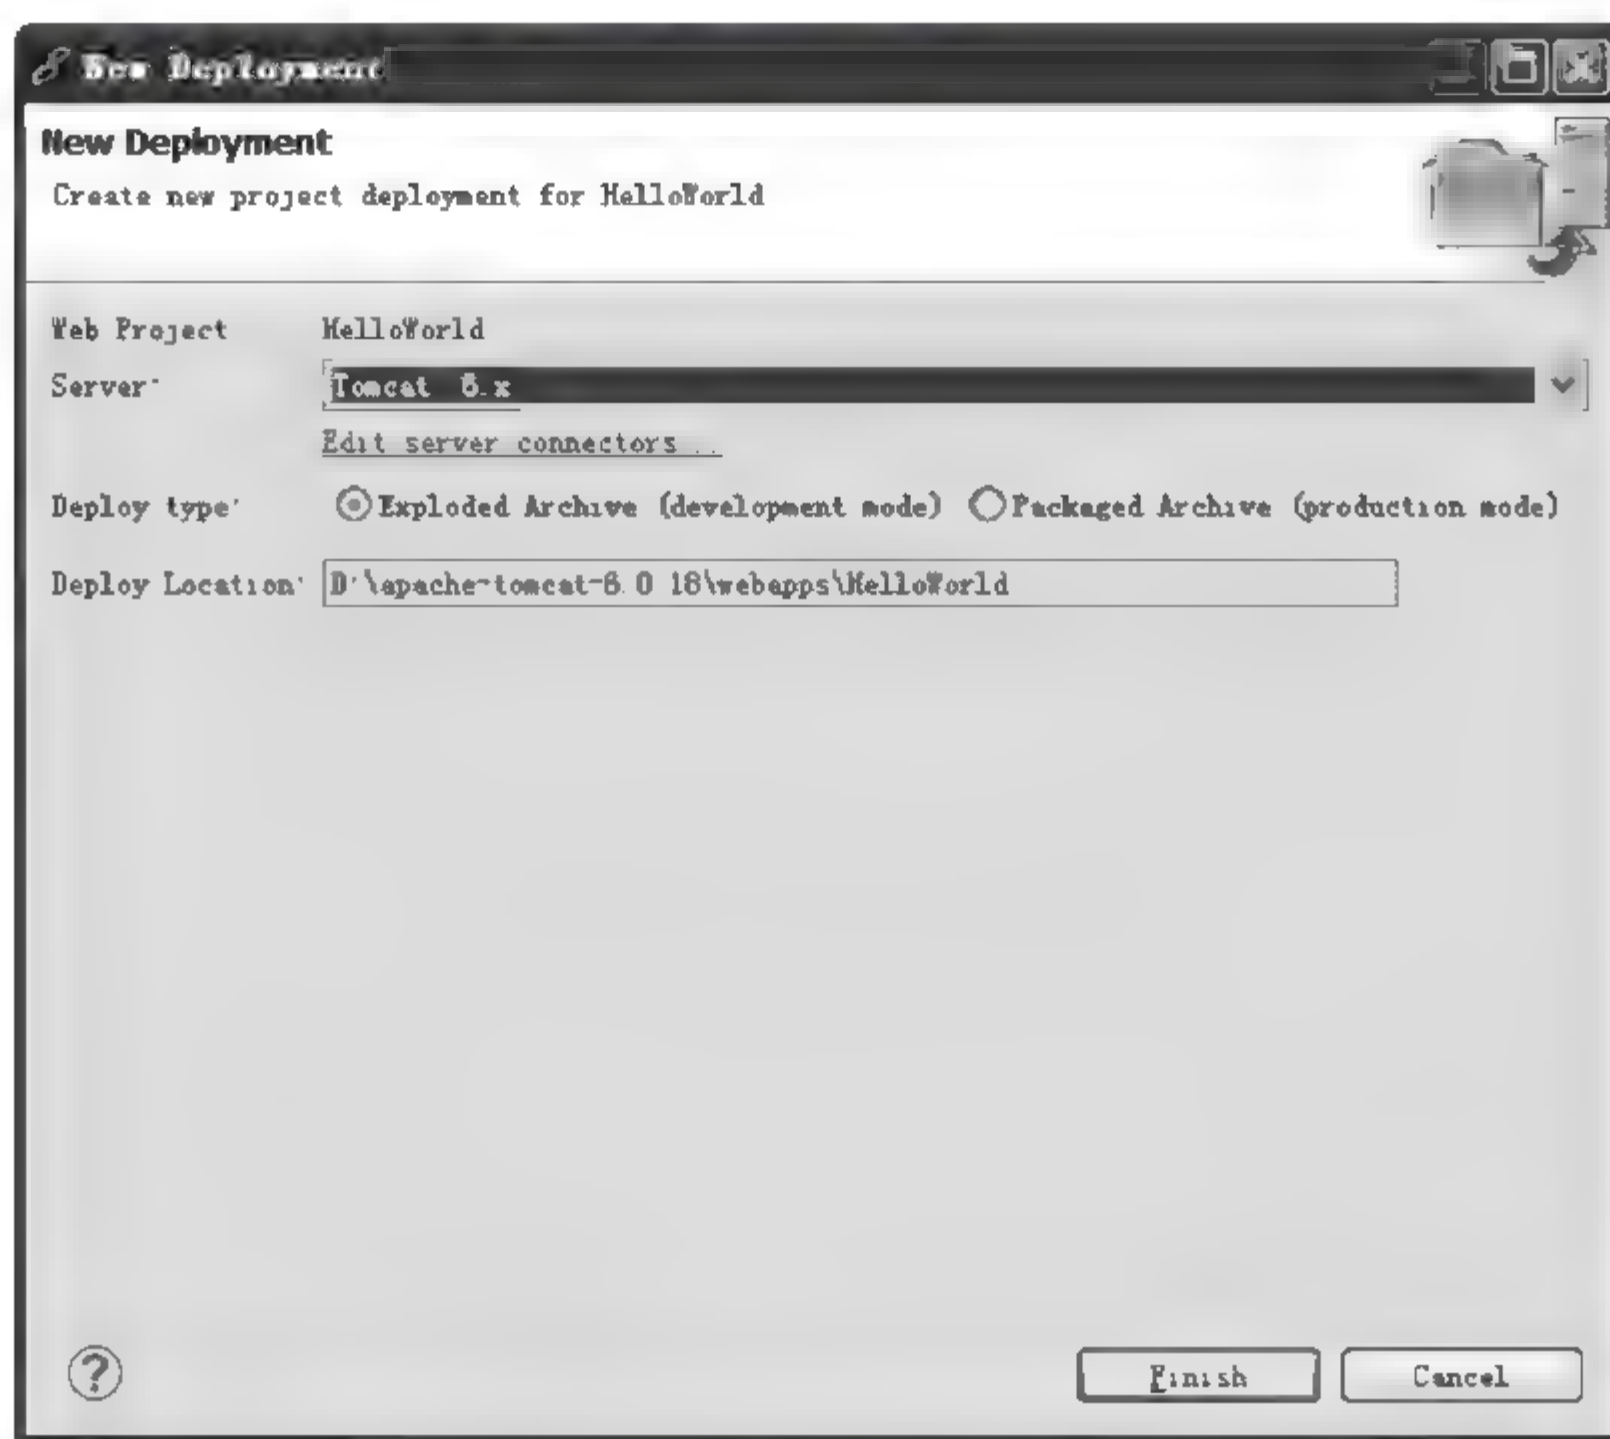 New Deployment
New Deployment
Create new project deployment for HelloWorld
Web Project HelloWorld
Server: Tomcat 6.x
Edit server connectors ..
Deploy type: Exploded Archive (development mode) Packaged Archive (production mode)
Deploy Location: D:\apache-tomcat-6.0 18\webapps\HelloWorld
Finish Cancel